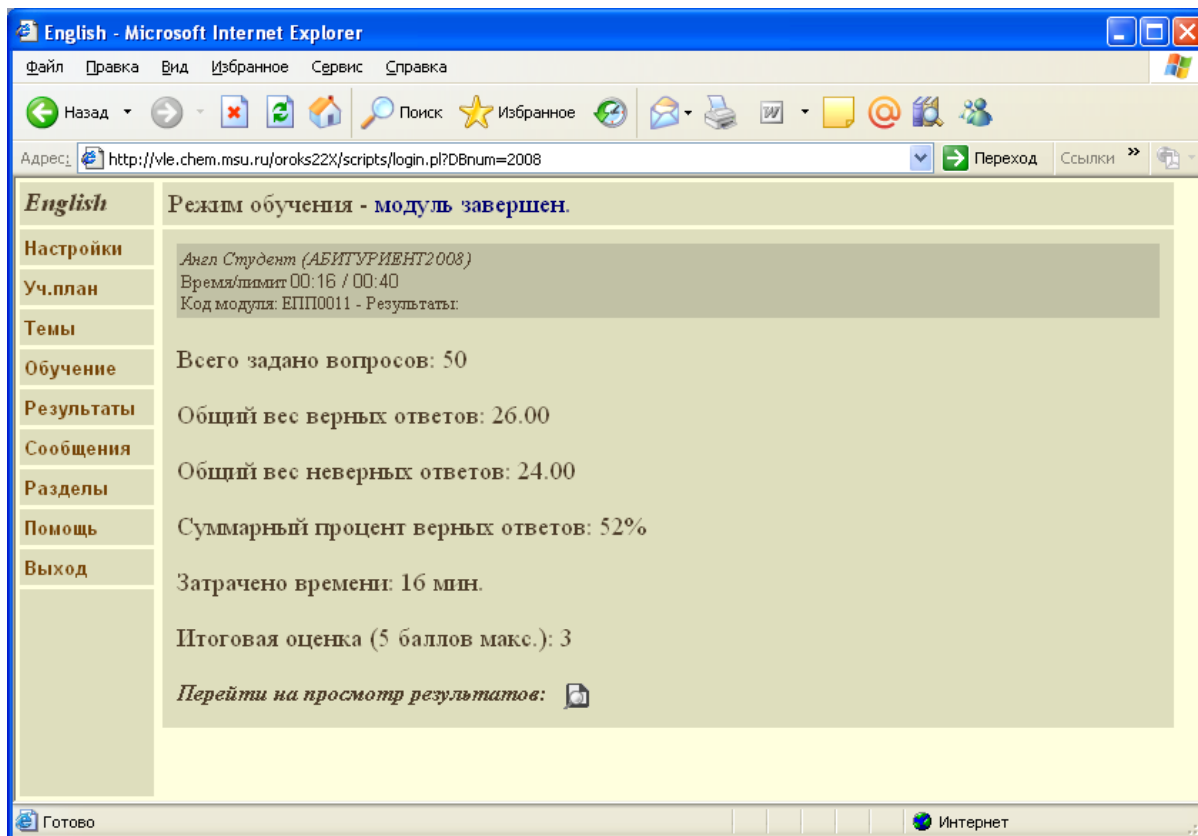 English - Microsoft Internet Explorer
Файл Правка Вид Избранное Сервис Справка
Назад Поиск Избранное
Адрес: http://vle.chem.msu.ru/oroks22X/scripts/login.pl?DBnum=2008 Переход Ссылки »
English
Режим обучения - модуль завершен.
Настройки
Уч.план
Темы
Обучение
Результаты
Сообщения
Разделы
Помощь
Выход
Англ Студент (АБИТУРИЕНТ2008)
Время/лимит 00:16 / 00:40
Код модуля: ЕПП0011 - Результаты:
Всего задано вопросов: 50
Общий вес верных ответов: 26.00
Общий вес неверных ответов: 24.00
Суммарный процент верных ответов: 52%
Затрачено времени: 16 мин.
Итоговая оценка (5 баллов макс.): 3
Перейти на просмотр результатов:
Готово Интернет